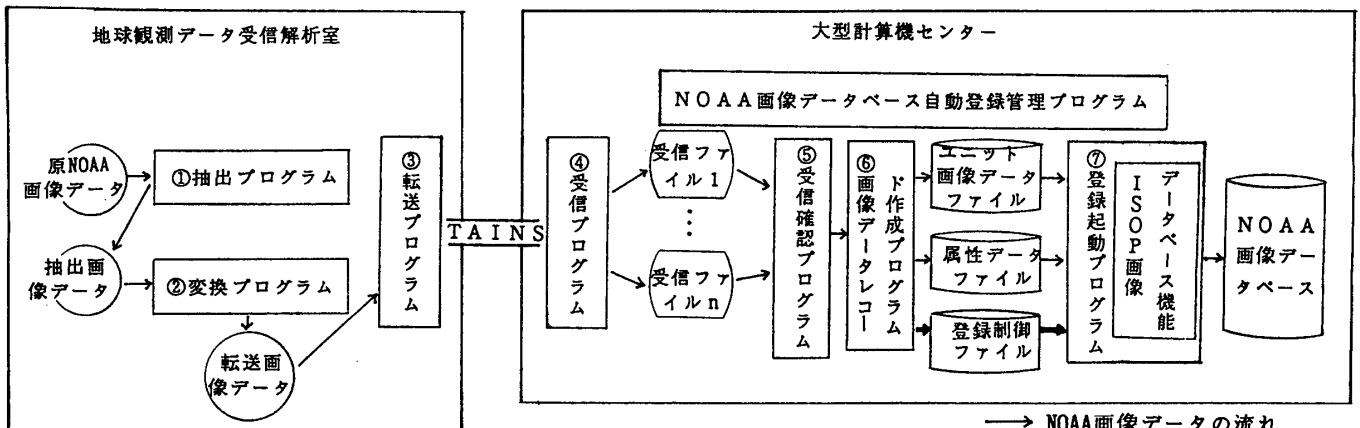 地球観測データ受信解析室
原NOAA
画像データ
①抽出プログラム
抽出画
像データ
②変換プログラム
転送画
像データ
③転送プログラム
TAINS
大型計算機センター
NOAA画像データベース自動登録管理プログラム
④受信プログラム
受信ファ
イル1
受信ファ
イルn
⑤受信確認プログラム
⑥画像データレコー
ド作成プログラム
ユニット
画像データ
ファイル
属性データ
ファイル
登録制御
ファイル
⑦登録起動プログラム
ISOP画像
データベース機能
NOAA
画像デー
タベース
→ NOAA画像データの流れ